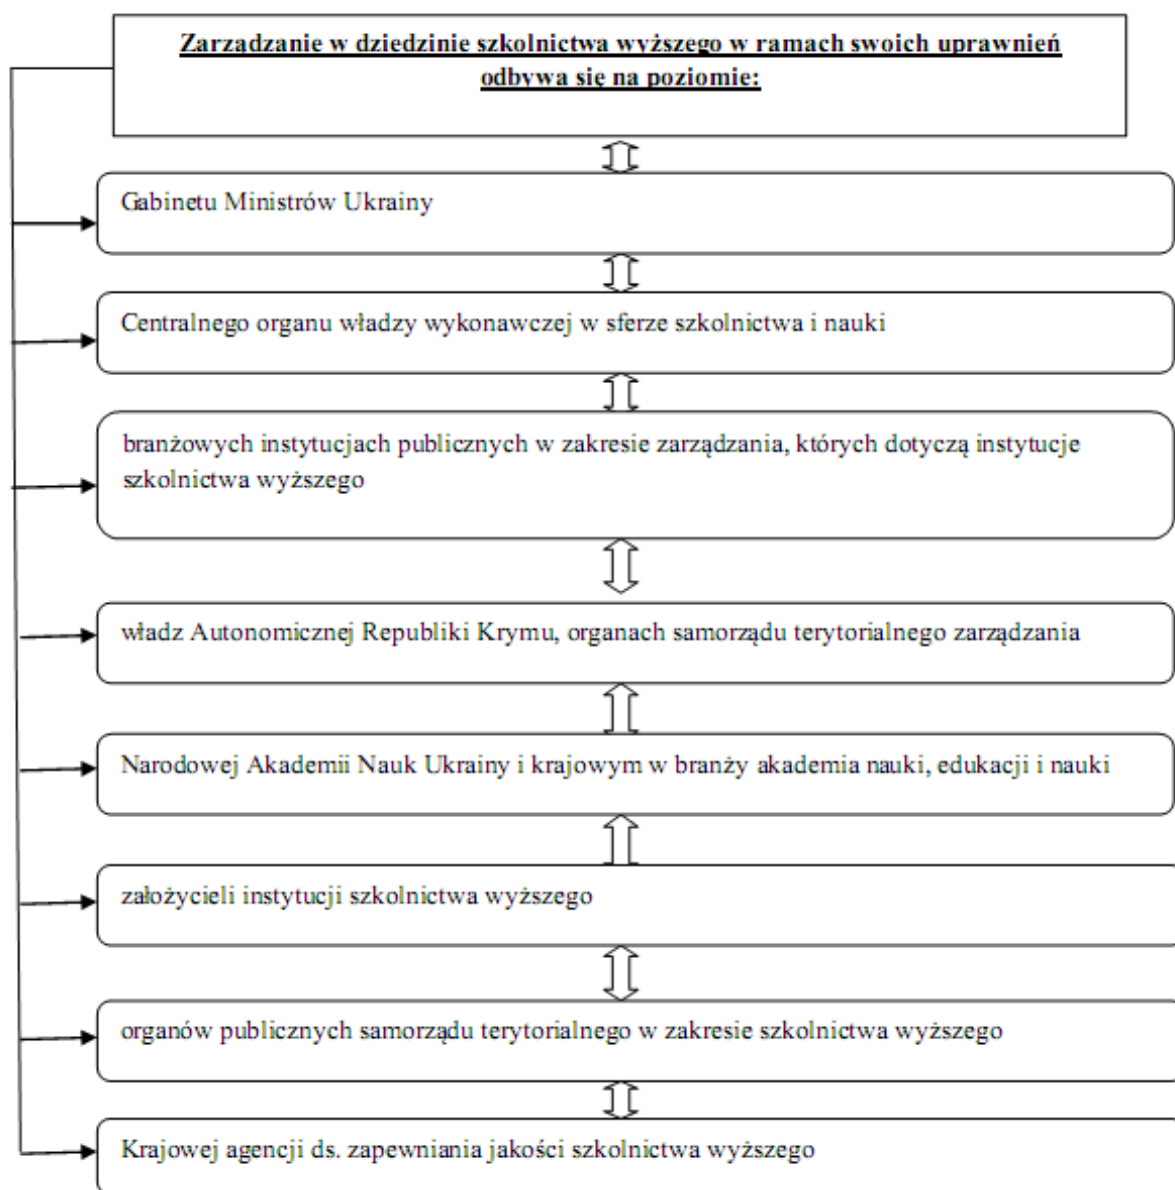 Zarządzanie w dziedzinie szkolnictwa wyższego w ramach swoich uprawnień
odbywa się na poziomie:
Gabinetu Ministrów Ukrainy
Centralnego organu władzy wykonawczej w sferze szkolnictwa i nauki
branżowych instytucjach publicznych w zakresie zarządzania, których dotyczą instytucje
szkolnictwa wyższego
władz Autonomicznej Republiki Krymu, organach samorządu terytorialnego zarządzania
Narodowej Akademii Nauk Ukrainy i krajowym w branży akademia nauki, edukacji i nauki
założycieli instytucji szkolnictwa wyższego
organów publicznych samorządu terytorialnego w zakresie szkolnictwa wyższego
Krajowej agencji ds. zapewniania jakości szkolnictwa wyższego